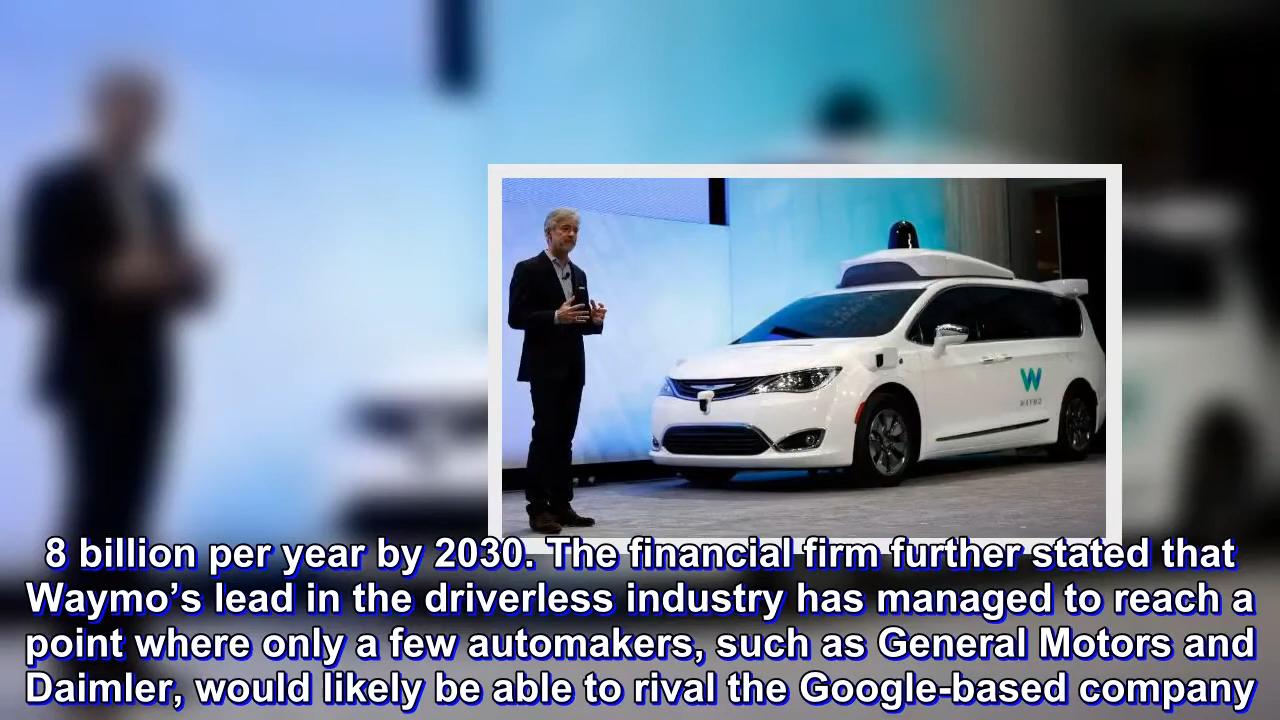 WAYMO
8 billion per year by 2030. The financial firm further stated that
Waymo’s lead in the driverless industry has managed to reach a
point where only a few automakers, such as General Motors and
Daimler, would likely be able to rival the Google-based company